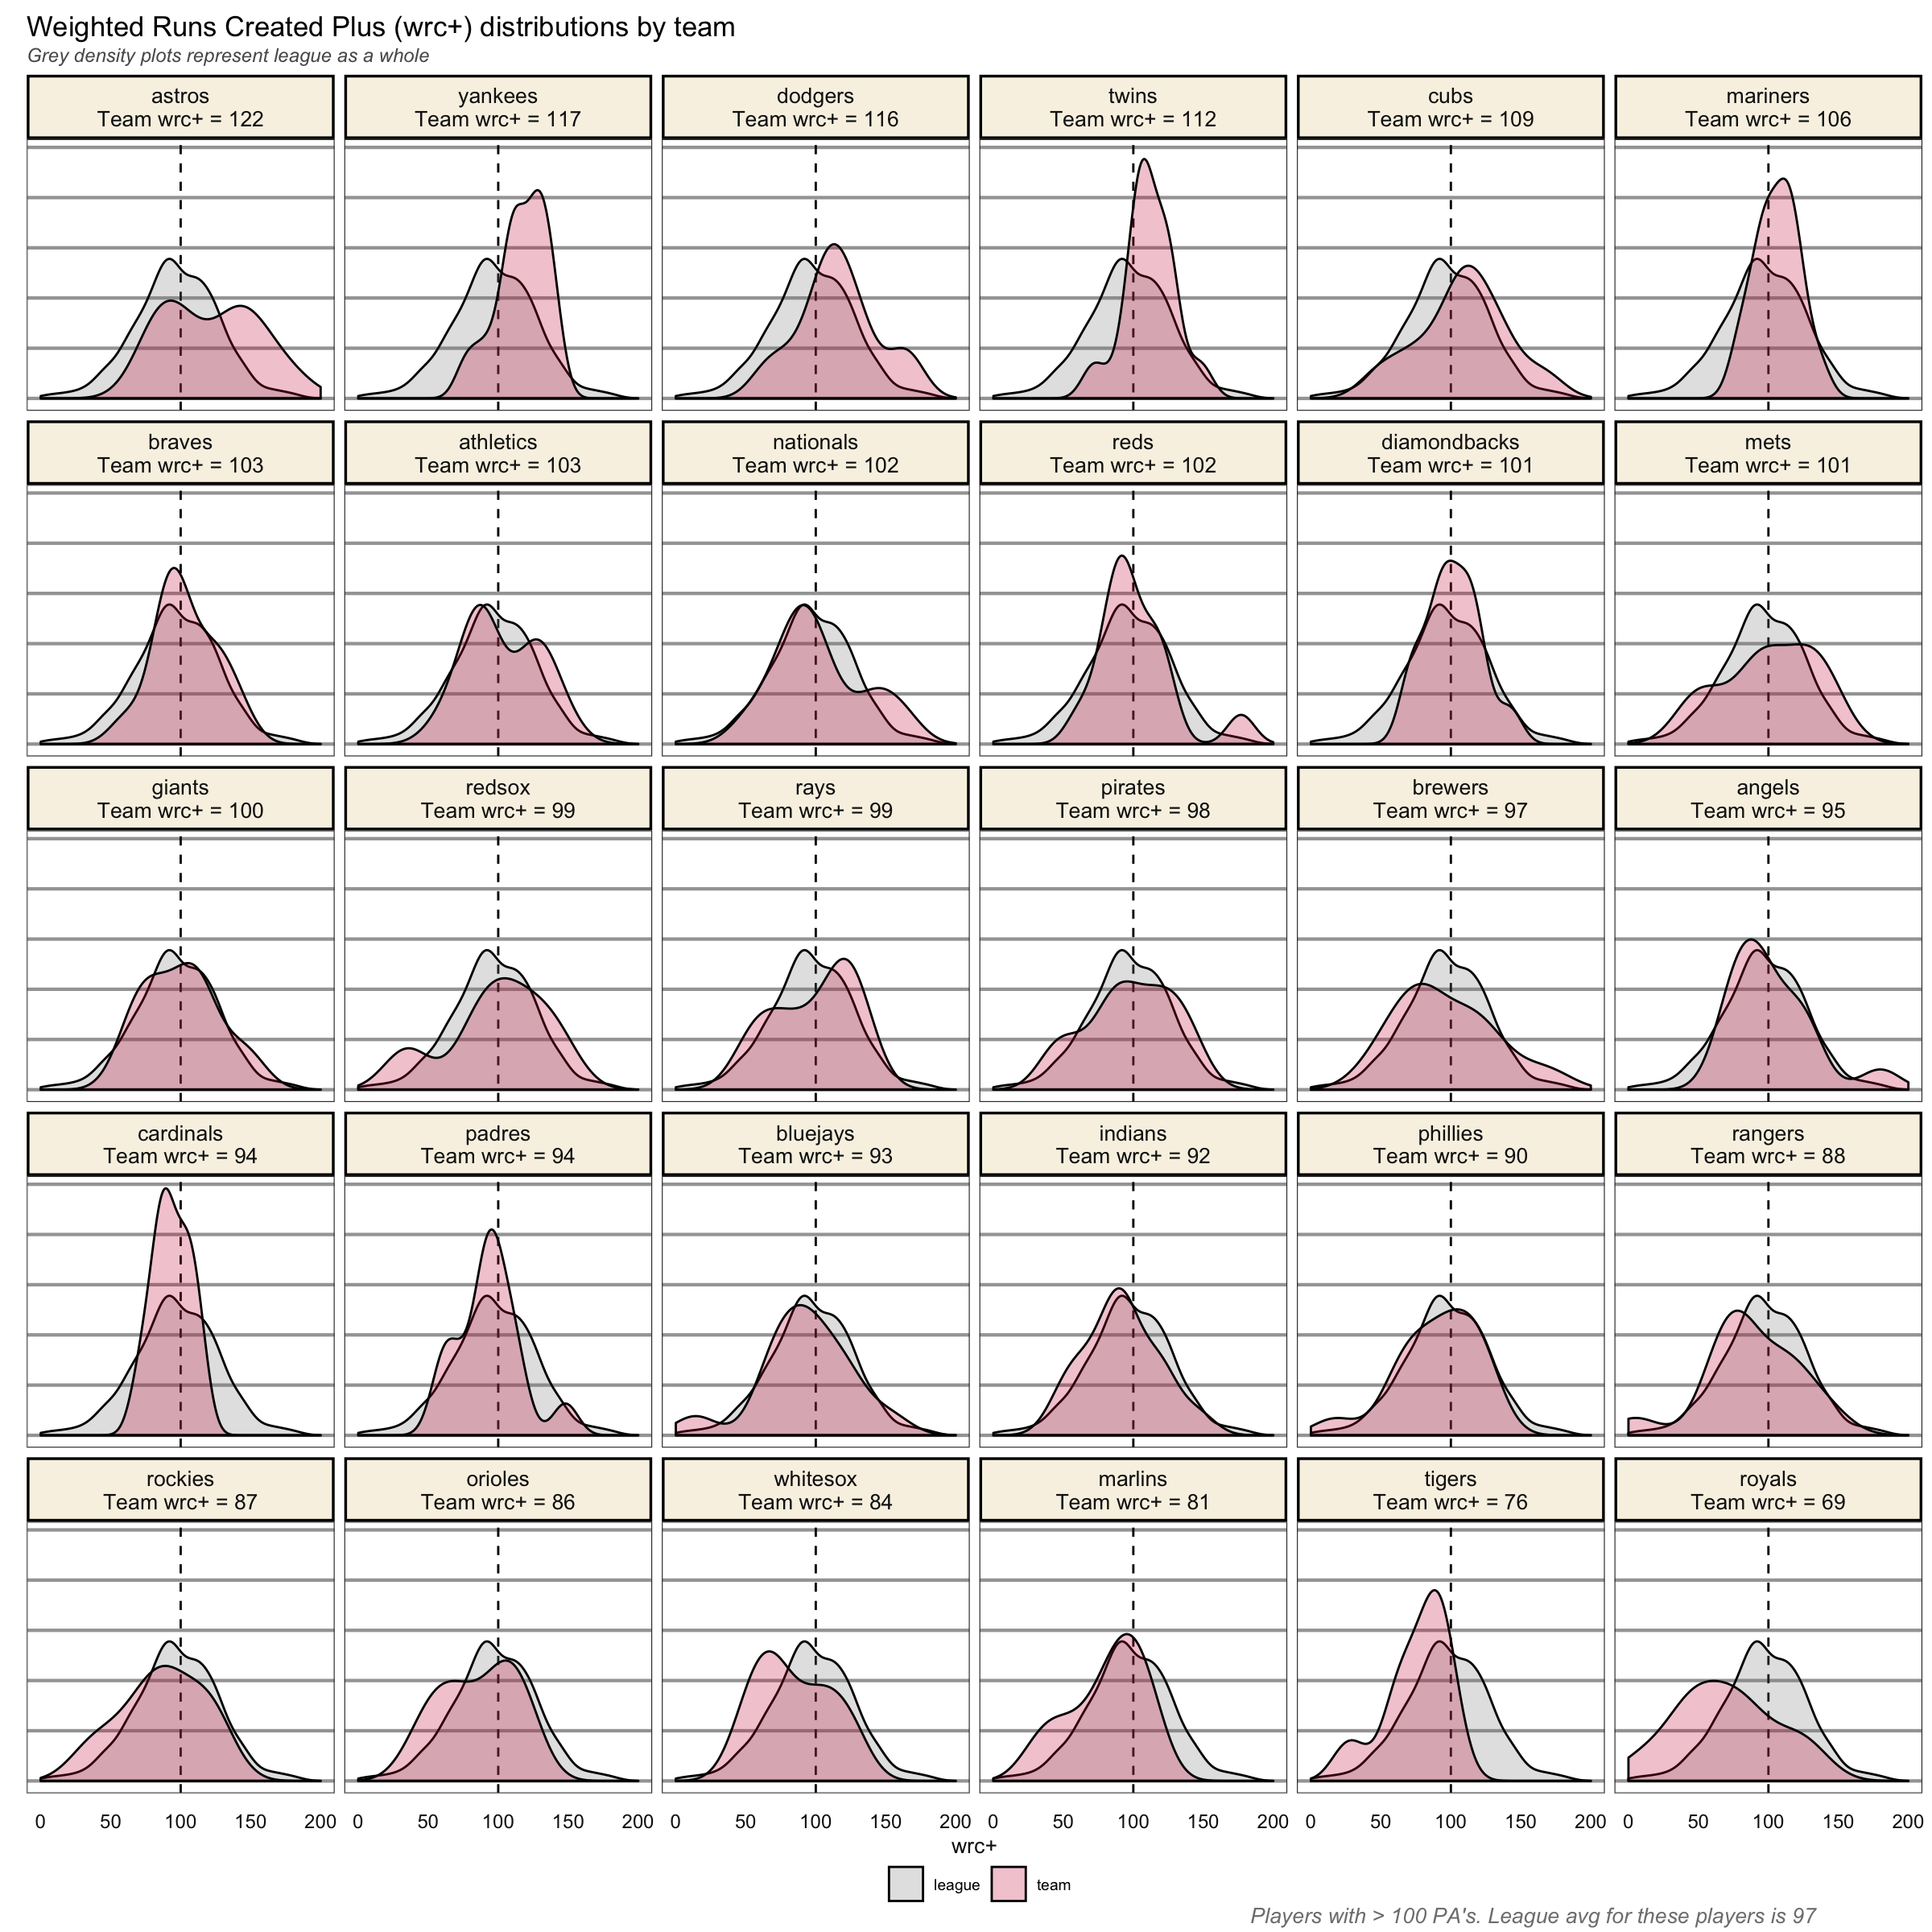 Weighted Runs Created Plus (wrc+) distributions by team
Grey density plots represent league as a whole
astros
Team wrc+ = 122
yankees
Team wrc+ = 117
dodgers
Team wrc+ = 116
twins
Team wrc+ = 112
cubs
Team wrc+ = 109
mariners
Team wrc+ = 106
braves
Team wrc+ = 103
athletics
Team wrc+ = 103
nationals
Team wrc+ = 102
reds
Team wrc+ = 102
diamondbacks
Team wrc+ = 101
mets
Team wrc+ = 101
giants
Team wrc+ = 100
redsox
Team wrc+ = 99
rays
Team wrc+ = 99
pirates
Team wrc+ = 98
brewers
Team wrc+ = 97
angels
Team wrc+ = 95
cardinals
Team wrc+ = 94
padres
Team wrc+ = 94
bluejays
Team wrc+ = 93
indians
Team wrc+ = 92
phillies
Team wrc+ = 90
rangers
Team wrc+ = 88
rockies
Team wrc+ = 87
orioles
Team wrc+ = 86
whitesox
Team wrc+ = 84
marlins
Team wrc+ = 81
tigers
Team wrc+ = 76
royals
Team wrc+ = 69
0 50 100 150 200 0 50 100 150 200 0 50 100 150 200 0 50 100 150 200 0 50 100 150 200 0 50 100 150 200
wrc+
league team
Players with > 100 PA's. League avg for these players is 97